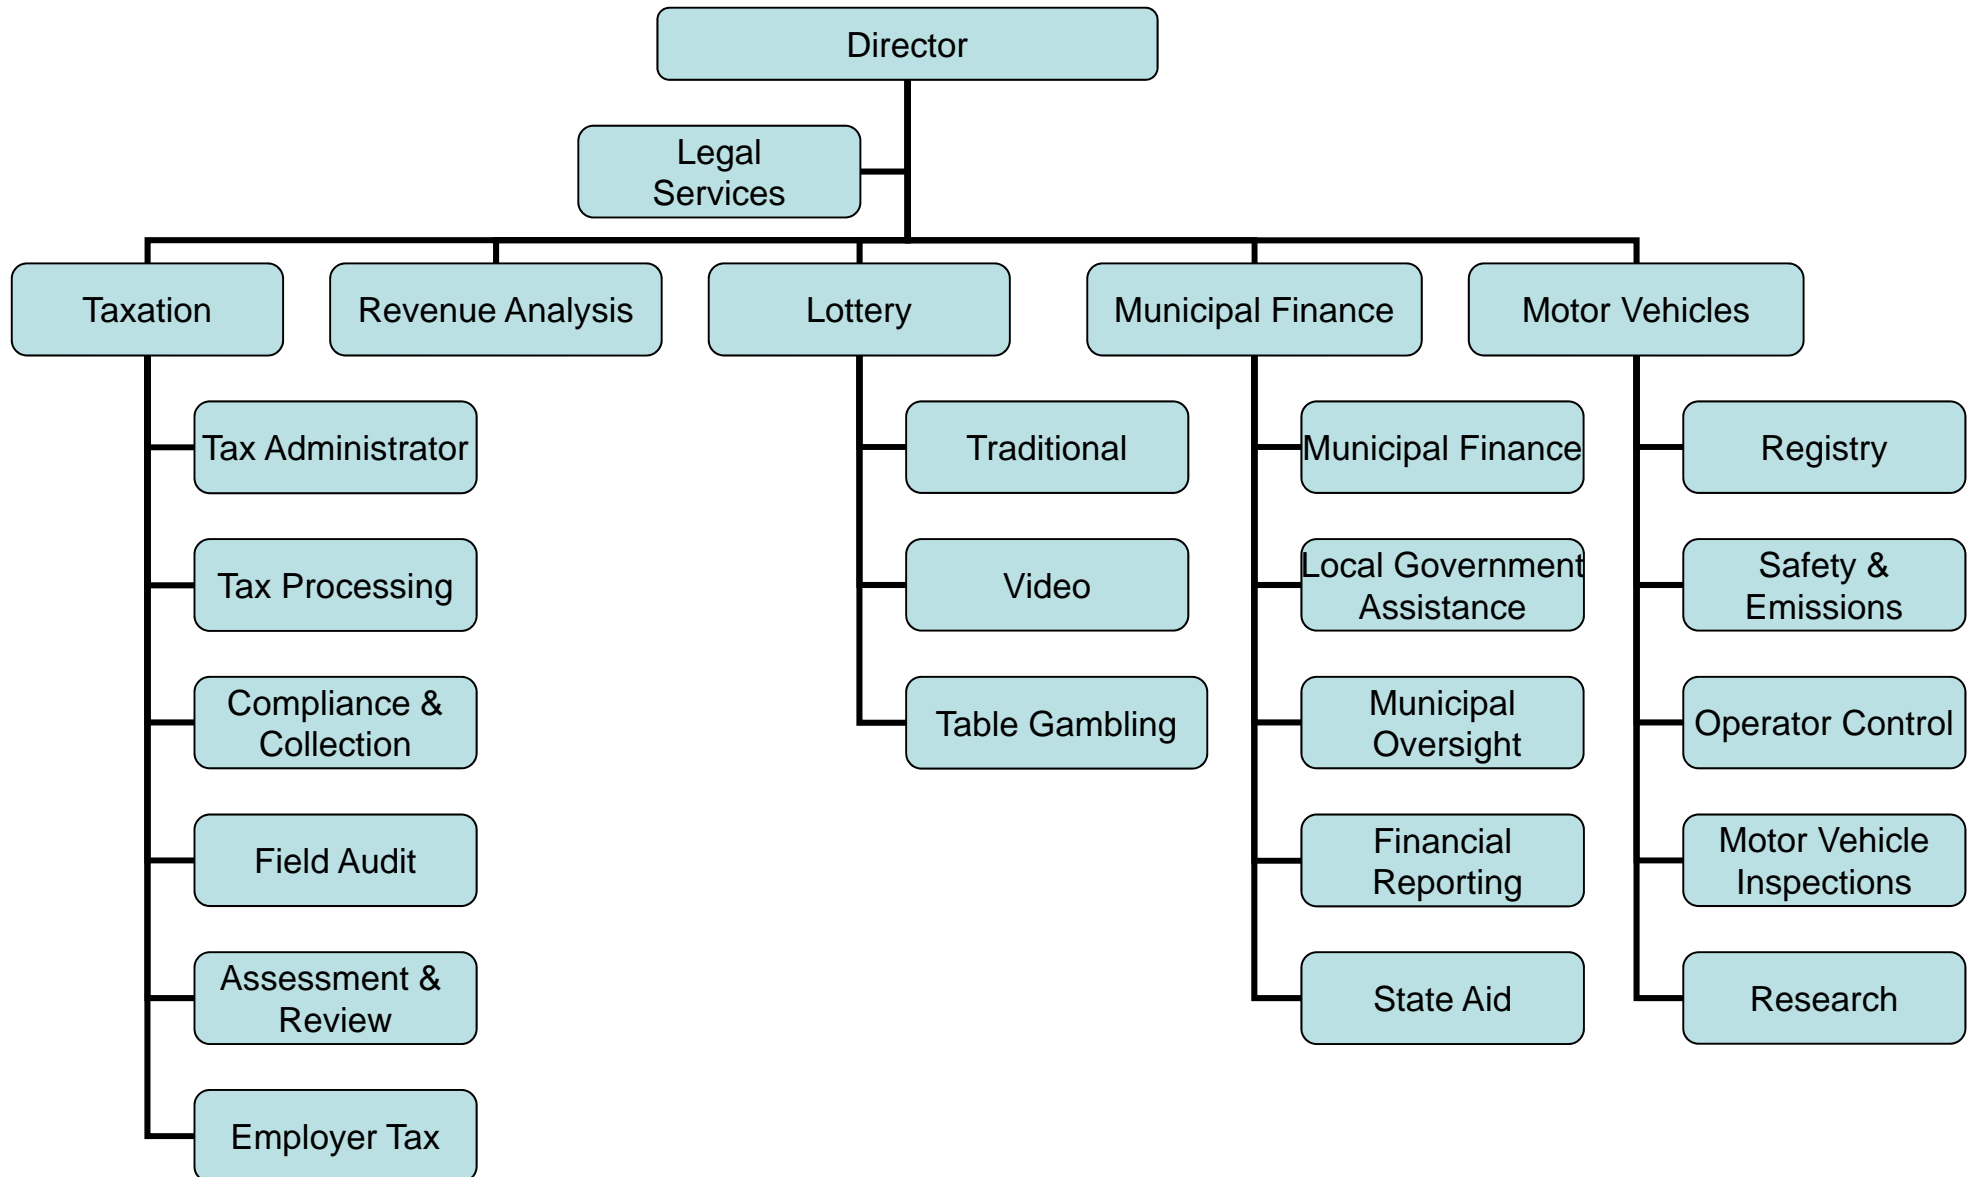 Director
Legal
Services
Taxation
Revenue Analysis
Lottery
Municipal Finance
Motor Vehicles
Tax Administrator
Tax Processing
Compliance &
Collection
Field Audit
Assessment &
Review
Employer Tax
Traditional
Video
Table Gambling
Municipal Finance
Local Government
Assistance
Municipal
Oversight
Financial
Reporting
State Aid
Registry
Safety &
Emissions
Operator Control
Motor Vehicle
Inspections
Research